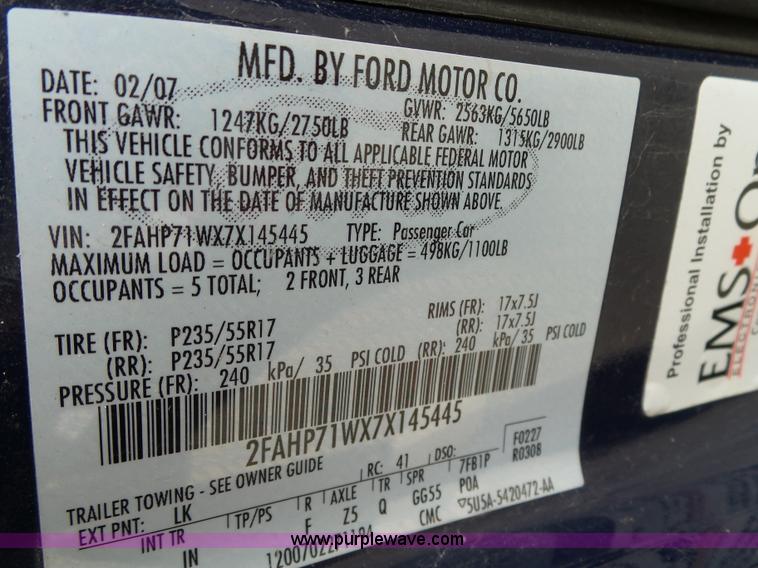 MFD. BY FORD MOTOR CO.
DATE: 02/07
GVWR: 2563KG/5650LB
FRONT GAWR: 1247KG/2750LB
REAR GAWR: 1315KG/2900LB
THIS VEHICLE CONFORMS TO ALL APPLICABLE FEDERAL MOTOR
VEHICLE SAFETY, BUMPER, AND THEFT PREVENTION STANDARDS
IN EFFECT ON THE DATE OF MANUFACTURE SHOWN ABOVE.
VIN: 2FAHP71WX7X145445 TYPE: Passenger Car
MAXIMUM LOAD = OCCUPANTS + LUGGAGE = 498KG/1100LB
OCCUPANTS = 5 TOTAL; 2 FRONT, 3 REAR
TIRE (FR): P235/55R17 RIMS (FR): 17x7.5J
(RR): P235/55R17 (RR): 17x7.5J
PRESSURE (FR): 240 kPa/ 35 PSI COLD (RR): 240 kPa/ 35 PSI COLD
2FAHP71WX7X145445
F0227
R0308
TRAILER TOWING - SEE OWNER GUIDE RC: 41 DSO: 7FB1P
EXT PNT: LK TP/PS R AXLE TR SPR POA
F Z5 Q GG55
INT TR CMC 5U5A-5420472-AA
IN
Professional Installation by
EMS+
www.purplewave.com